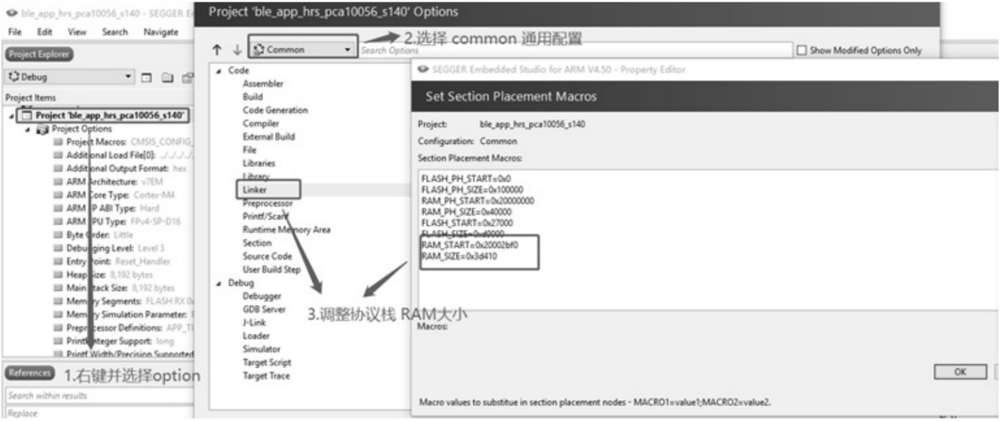 ble_app_hrs_pca10056_s140 - SEGGER E
File Edit View Search Navigate
Project Explorer
Debug
Project Items
Project 'ble_app_hrs_pca10056_s140'
Project Options
Project Macros: CMSIS_CONFIG_
Additional Load File[0]: ../../../
Additional Output Format: hex
ARM Architecture: v7EM
ARM Core Type: Cortex-M4
ARM FP ABI Type: Hard
ARM FPU Type: FPv4-SP-D16
Byte Order: Little
Debugging Level: Level 3
Entry Point: Reset_Handler
Heap Size: 8,192 bytes
Main Stack Size: 8,192 bytes
Memory Segments: FLASH RX 0x
Memory Simulation Parameter:
Preprocessor Definitions: APP_TI
Printf Integer Support: long
Printf Width/Precision Supported
References
1.右键并选择option
Search within results
Replace
Project 'ble_app_hrs_pca10056_s140' Options
Common
2.选择 common 通用配置
Search Options
Show Modified Options Only
Code
Assembler
Build
Code Generation
Compiler
External Build
File
Libraries
Library
Linker
Preprocessor
Printf/Scanf
Runtime Memory Area
Section
Source Code
User Build Step
Debug
Debugger
GDB Server
J-Link
Loader
Simulator
Target Script
Target Trace
3.调整协议栈 RAM大小
SEGGER Embedded Studio for ARM V4.50 - Property Editor
Set Section Placement Macros
Project: ble_app_hrs_pca10056_s140
Configuration: Common
Section Placement Macros:
FLASH_PH_START=0x0
FLASH_PH_SIZE=0x100000
RAM_PH_START=0x20000000
RAM_PH_SIZE=0x40000
FLASH_START=0x27000
FLASH_SIZE=0xd9000
RAM_START=0x20002bf0
RAM_SIZE=0x3d410
Macros:
OK
Macro values to substitue in section placement nodes - MACRO1=value1;MACRO2=value2.